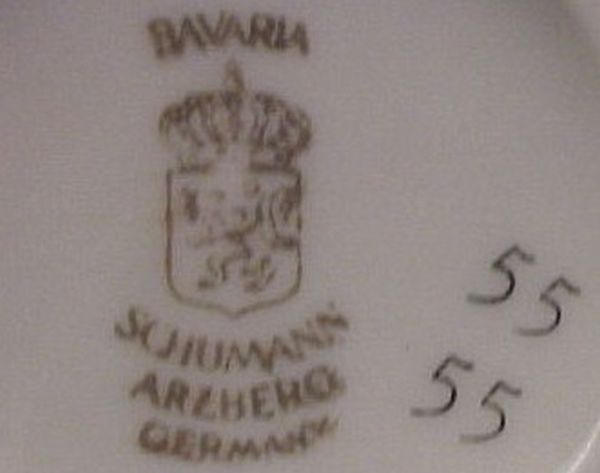 BAVARIA
SCHUMANN
ARZBERG
GERMANY
55
55